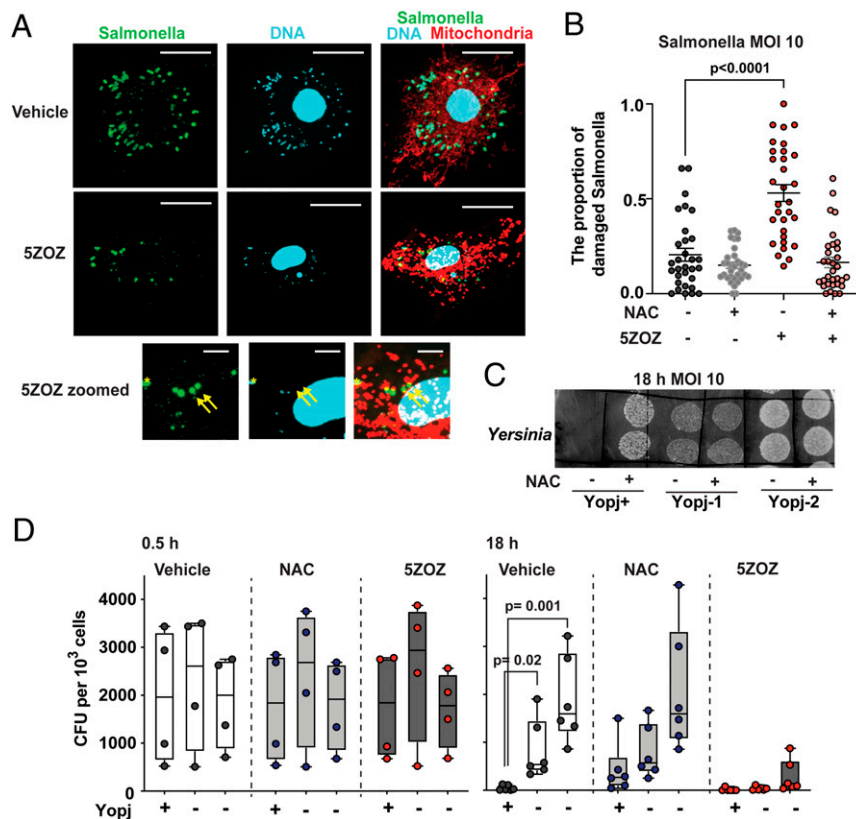 A
Salmonella
DNA
Salmonella
DNA Mitochondria
Vehicle
5ZOZ
5ZOZ zoomed
B
Salmonella MOI 10
p<0.0001
The proportion of
damaged Salmonella
1.0
0.5
0.0
NAC - + - +
5ZOZ - - + +
C
18 h MOI 10
Yersinia
NAC - + - + - +
Yopj+ Yopj-1 Yopj-2
D
0.5 h
Vehicle NAC 5ZOZ
CFU per 10³ cells
4000
3000
2000
1000
0
Yopj + - - + - - + - -
18 h
Vehicle NAC 5ZOZ
p= 0.001
p= 0.02
+ - - + - - + - -